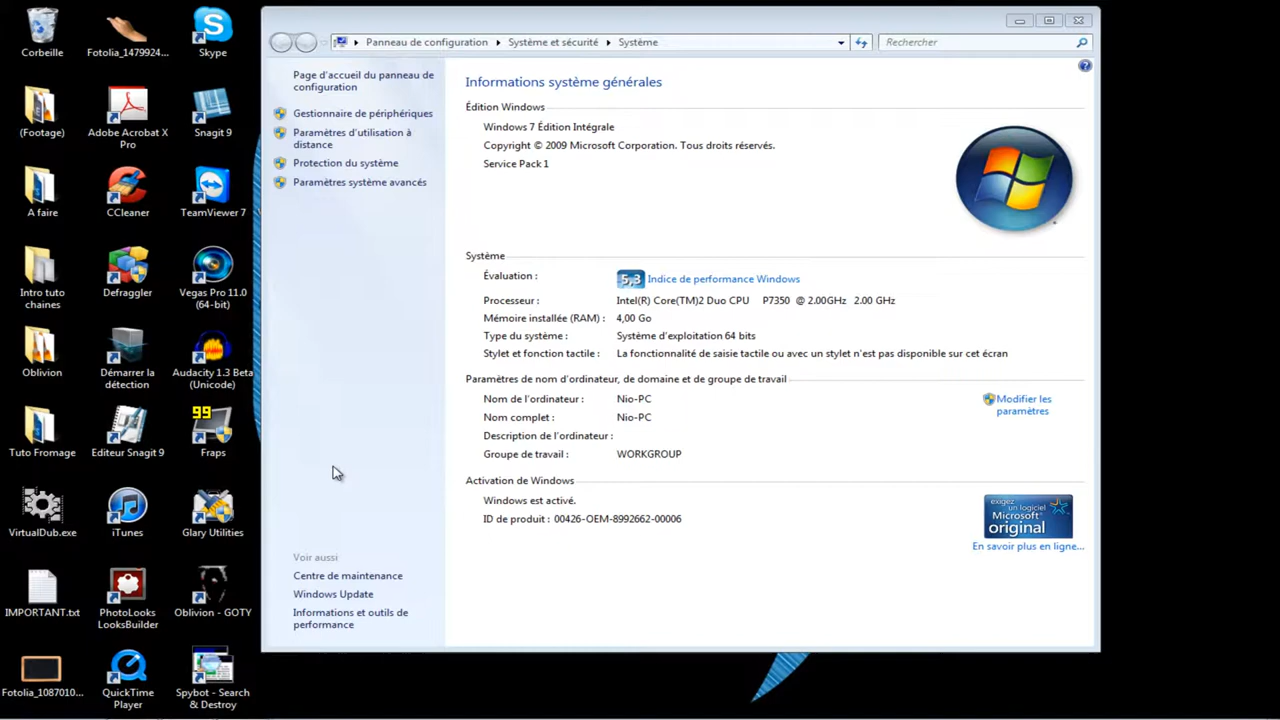 Corbeille
Fotolia_1479924...
Skype
(Footage)
Adobe Acrobat X
Pro
Snagit 9
A faire
CCleaner
TeamViewer 7
Intro tuto
chaines
Defraggler
Vegas Pro 11.0
(64-bit)
Oblivion
Démarrer la
détection
Audacity 1.3 Beta
(Unicode)
Tuto Fromage
Editeur Snagit 9
99
Fraps
VirtualDub.exe
iTunes
Glary Utilities
IMPORTANT.txt
PhotoLooks
LooksBuilder
Oblivion - GOTY
Fotolia_1087010...
QuickTime
Player
Spybot - Search
& Destroy
Panneau de configuration
Système et sécurité
Système
Rechercher
Page d'accueil du panneau de
configuration
Gestionnaire de périphériques
Paramètres d'utilisation à
distance
Protection du système
Paramètres système avancés
Voir aussi
Centre de maintenance
Windows Update
Informations et outils de
performance
Informations système générales
Édition Windows
Windows 7 Édition Intégrale
Copyright © 2009 Microsoft Corporation. Tous droits réservés.
Service Pack 1
Système
Évaluation :
5,3 Indice de performance Windows
Processeur :
Intel(R) Core(TM)2 Duo CPU P7350 @ 2.00GHz 2.00 GHz
Mémoire installée (RAM) :
4,00 Go
Type du système :
Système d'exploitation 64 bits
Stylet et fonction tactile :
La fonctionnalité de saisie tactile ou avec un stylet n'est pas disponible sur cet écran
Paramètres de nom d'ordinateur, de domaine et de groupe de travail
Nom de l'ordinateur :
Nio-PC
Modifier les
paramètres
Nom complet :
Nio-PC
Description de l'ordinateur :
Groupe de travail :
WORKGROUP
Activation de Windows
Windows est activé.
ID de produit : 00426-OEM-8992662-00006
exigez
un logiciel
Microsoft
original
En savoir plus en ligne...